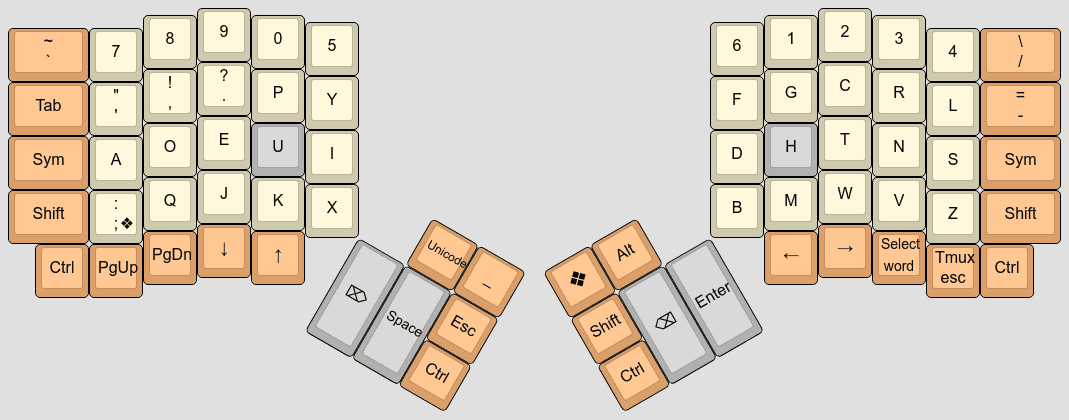 ~ 7 8 9 0 5 6 1 2 3 4 \
` /
Tab " ! ? P Y F G C R L =
' , . -
Sym A O E U I D H T N S Sym
Shift : Q J K X B M W V Z Shift
; ❖
Ctrl PgUp PgDn ↓ ↑ ← → Select Tmux Ctrl
word esc
Unicode _ Alt
⌦ Space Esc Shift ⌫ Enter
Ctrl Ctrl